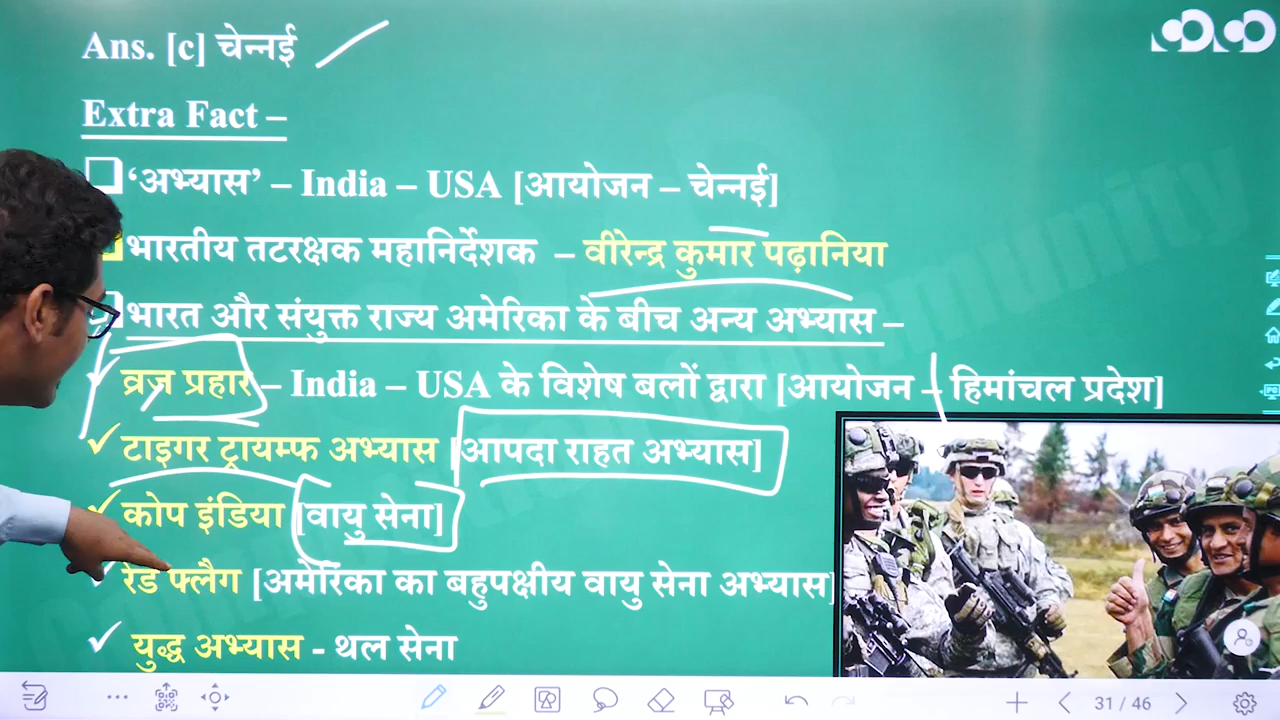 Ans. [c] चेन्नई
Extra Fact –
‘अभ्यास’ – India – USA [आयोजन – चेन्नई]
भारतीय तटरक्षक महानिर्देशक – वीरेन्द्र कुमार पढ़ानिया
भारत और संयुक्त राज्य अमेरिका के बीच अन्य अभ्यास –
व्रज प्रहार – India – USA के विशेष बलों द्वारा [आयोजन – हिमांचल प्रदेश]
टाइगर ट्रायम्फ अभ्यास [आपदा राहत अभ्यास]
कोप इंडिया [वायु सेना]
रेड फ्लैग [अमेरिका का बहुपक्षीय वायु सेना अभ्यास]
युद्ध अभ्यास - थल सेना
31 / 46